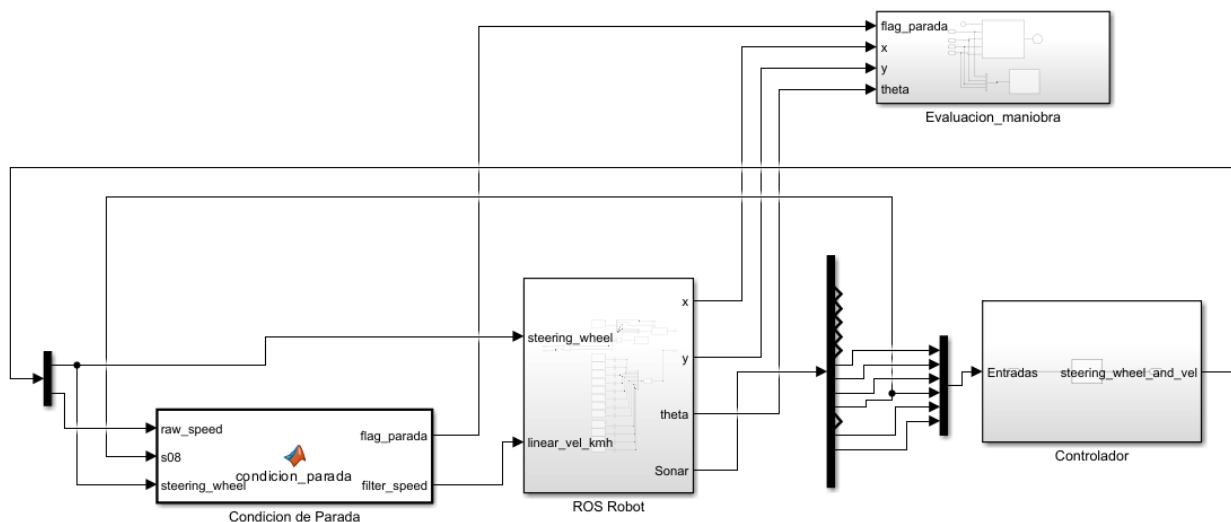 flag_parada
x
y
theta
Evaluacion_maniobra
steering_wheel
linear_vel_kmh
x
y
theta
Sonar
ROS Robot
Entradas
steering_wheel_and_vel
Controlador
raw_speed
s08
steering_wheel
condicion_parada
flag_parada
filter_speed
Condicion de Parada